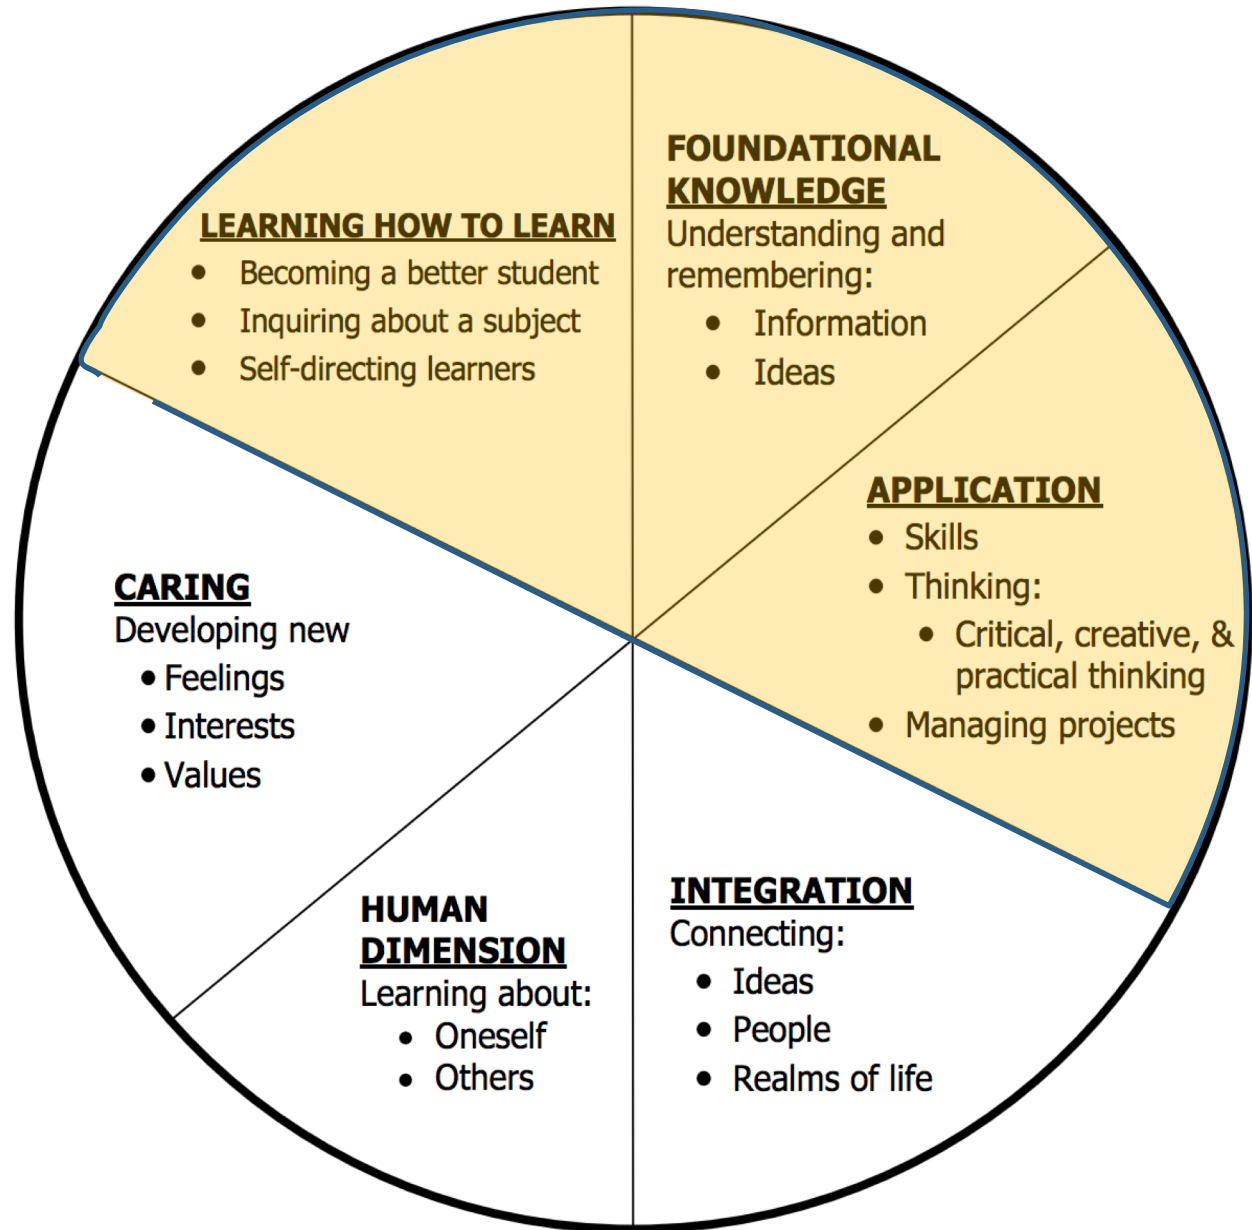 FOUNDATIONAL
KNOWLEDGE
Understanding and
remembering:
• Information
• Ideas
APPLICATION
• Skills
• Thinking:
• Critical, creative, &
practical thinking
• Managing projects
INTEGRATION
Connecting:
• Ideas
• People
• Realms of life
HUMAN
DIMENSION
Learning about:
• Oneself
• Others
CARING
Developing new
• Feelings
• Interests
• Values
LEARNING HOW TO LEARN
• Becoming a better student
• Inquiring about a subject
• Self-directing learners